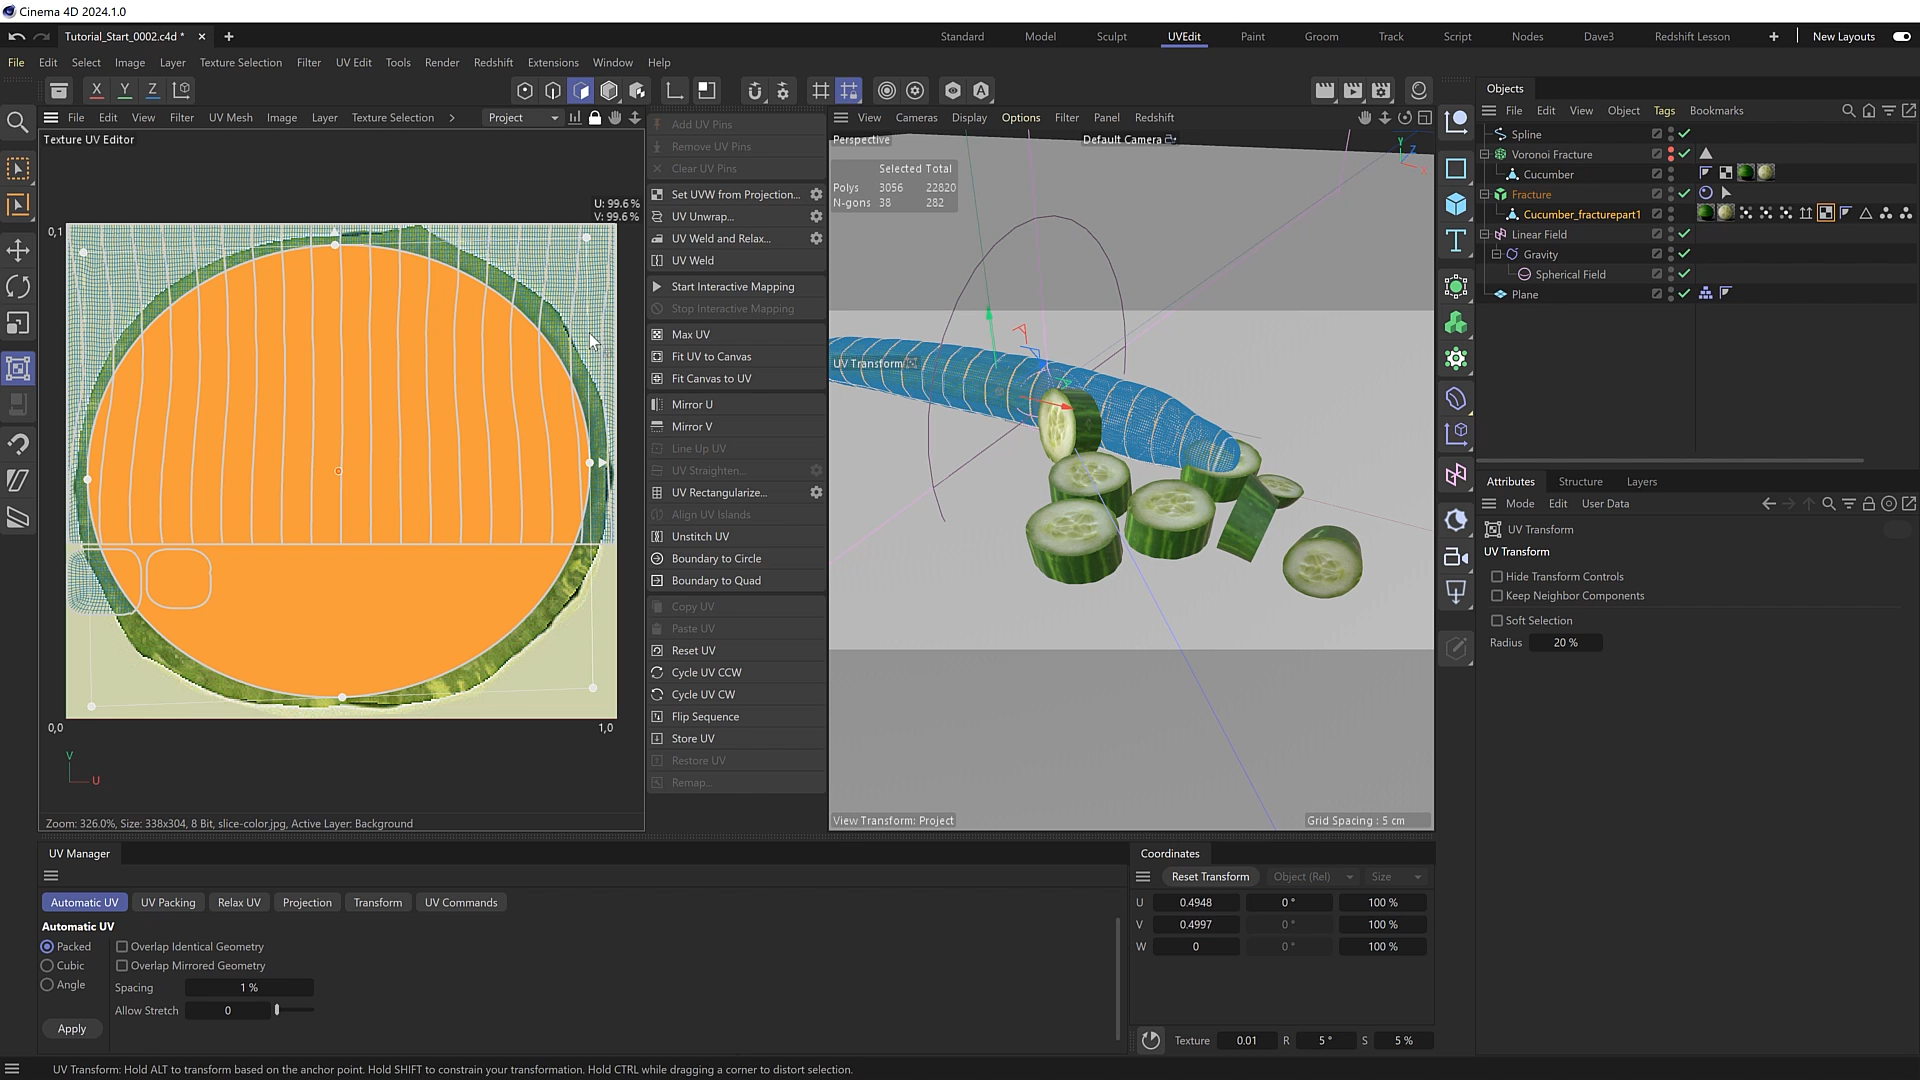 Cinema 4D 2024.1.0
Tutorial_Start_0002.c4d *
Standard Model Sculpt UVEdit Paint Groom Track Script Nodes Dave3 Redshift Lesson New Layouts
File Edit Select Image Layer Texture Selection Filter UV Edit Tools Render Redshift Extensions Window Help
X Y Z
File Edit View Filter UV Mesh Image Layer Texture Selection > Project
Texture UV Editor
U: 99.6%
V: 99.6%
0,1
0,0
1,0
V
U
Zoom: 326.0%, Size: 338x304, 8 Bit, slice-color.jpg, Active Layer: Background
Add UV Pins
Remove UV Pins
Clear UV Pins
Set UVW from Projection...
UV Unwrap...
UV Weld and Relax...
UV Weld
Start Interactive Mapping
Stop Interactive Mapping
Max UV
Fit UV to Canvas
Fit Canvas to UV
Mirror U
Mirror V
Line Up UV
UV Straighten...
UV Rectangularize...
Align UV Islands
Unstitch UV
Boundary to Circle
Boundary to Quad
Copy UV
Paste UV
Reset UV
Cycle UV CCW
Cycle UV CW
Flip Sequence
Store UV
Restore UV
Remap...
View Cameras Display Options Filter Panel Redshift
Perspective
Default Camera
Selected Total
Polys 3056 22820
N-gons 38 282
Y
Z
X
UV Transform
View Transform: Project
Grid Spacing : 5 cm
Objects
File Edit View Object Tags Bookmarks
Spline
Voronoi Fracture
Cucumber
Fracture
Cucumber_fracturepart1
Linear Field
Gravity
Spherical Field
Plane
Attributes Structure Layers
Mode Edit User Data
UV Transform
UV Transform
Hide Transform Controls
Keep Neighbor Components
Soft Selection
Radius 20 %
UV Manager
Automatic UV UV Packing Relax UV Projection Transform UV Commands
Automatic UV
Packed Overlap Identical Geometry
Cubic Overlap Mirrored Geometry
Angle
Spacing 1 %
Allow Stretch 0
Apply
Coordinates
Reset Transform Object (Rel) Size
U 0.4948 0 ° 100 %
V 0.4997 0 ° 100 %
W 0 0 ° 100 %
Texture 0.01 R 5 ° S 5 %
UV Transform: Hold ALT to transform based on the anchor point. Hold SHIFT to constrain your transformation. Hold CTRL while dragging a corner to distort selection.